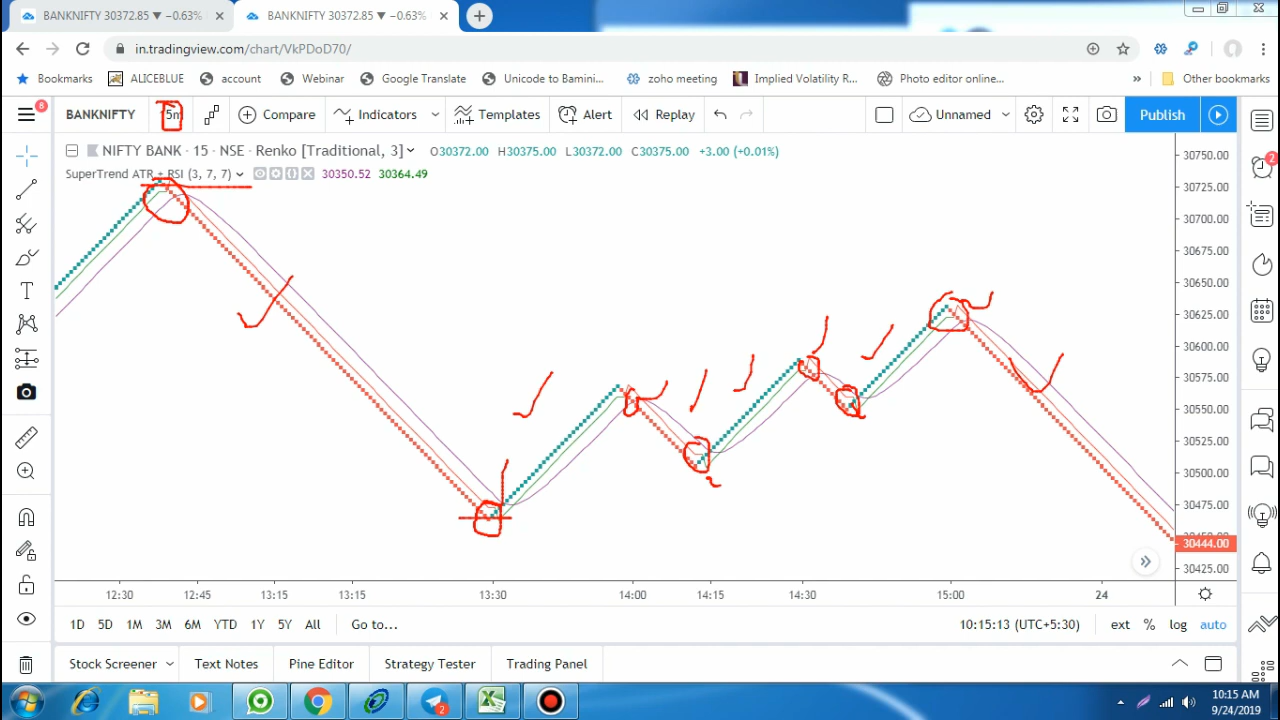 BANKNIFTY 30372.85 ▼ −0.63% ×
BANKNIFTY 30372.85 ▼ −0.63% ×
in.tradingview.com/chart/VkPDoD70/
Bookmarks ALICEBLUE account Webinar Google Translate Unicode to Bamini... zoho meeting Implied Volatility R... Photo editor online... » Other bookmarks
8 BANKNIFTY Compare Indicators Templates Alert Replay Unnamed Publish
NIFTY BANK · 15 · NSE · Renko [Traditional, 3] O30372.00 H30375.00 L30372.00 C30375.00 +3.00 (+0.01%)
SuperTrend ATR + RSI (3, 7, 7) 30350.52 30364.49
2
30750.00
30725.00
30700.00
30675.00
30650.00
30625.00
30600.00
30575.00
30550.00
30525.00
30500.00
30475.00
30444.00
30425.00
12:30 12:45 13:15 13:15 13:30 14:00 14:15 14:30 15:00 24
1D 5D 1M 3M 6M YTD 1Y 5Y All Go to... 10:15:13 (UTC+5:30) ext % log auto
Stock Screener Text Notes Pine Editor Strategy Tester Trading Panel
2
10:15 AM
9/24/2019